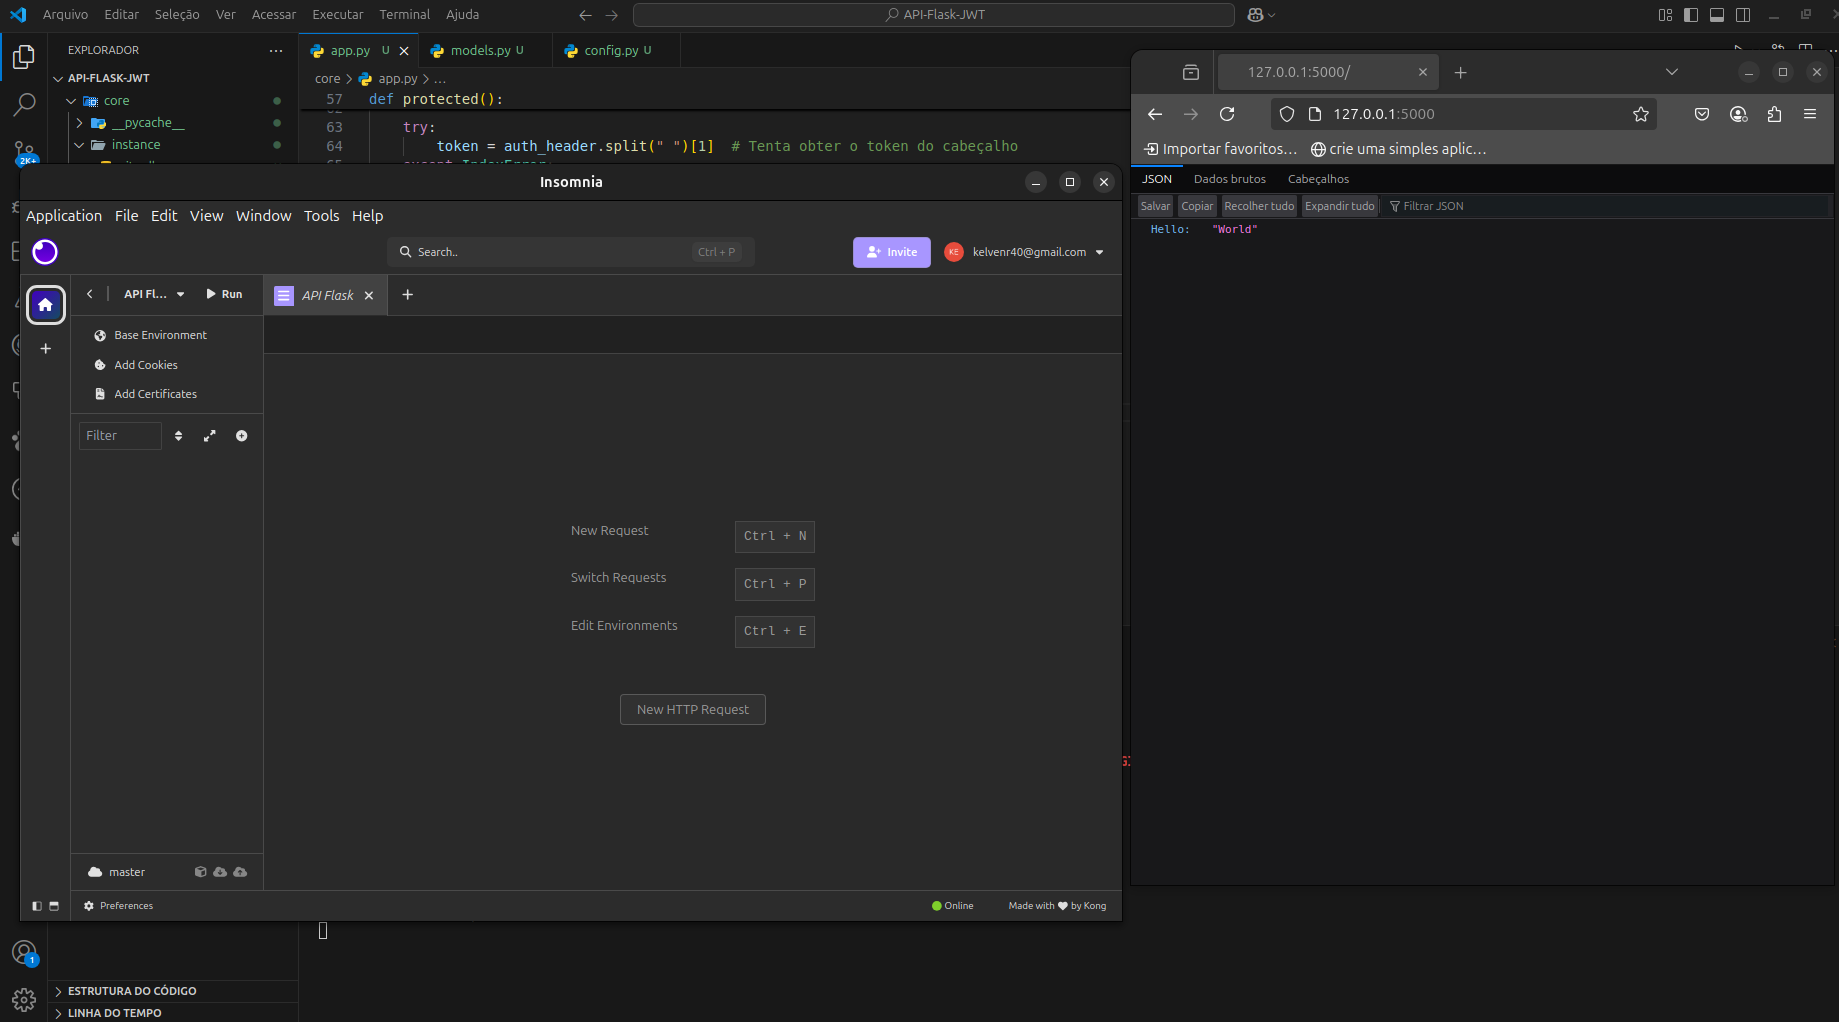 Arquivo Editar Seleção Ver Acessar Executar Terminal Ajuda
API-Flask-JWT
EXPLORADOR
app.py U
models.py U
config.py U
API-FLASK-JWT
core
__pycache__
instance
2K+
core > app.py > ...
57 def protected():
63 try:
64 token = auth_header.split(" ")[1] # Tenta obter o token do cabeçalho
Insomnia
Application File Edit View Window Tools Help
Search..
Ctrl + P
Invite
KE
kelvenr40@gmail.com
API Fl...
Run
API Flask
Base Environment
Add Cookies
Add Certificates
Filter
New Request
Ctrl + N
Switch Requests
Ctrl + P
Edit Environments
Ctrl + E
New HTTP Request
master
Preferences
Online
Made with by Kong
1
ESTRUTURA DO CÓDIGO
LINHA DO TEMPO
127.0.0.1:5000/
127.0.0.1:5000
Importar favoritos...
crie uma simples aplic...
JSON Dados brutos Cabeçalhos
Salvar Copiar Recolher tudo Expandir tudo Filtrar JSON
Hello: "World"